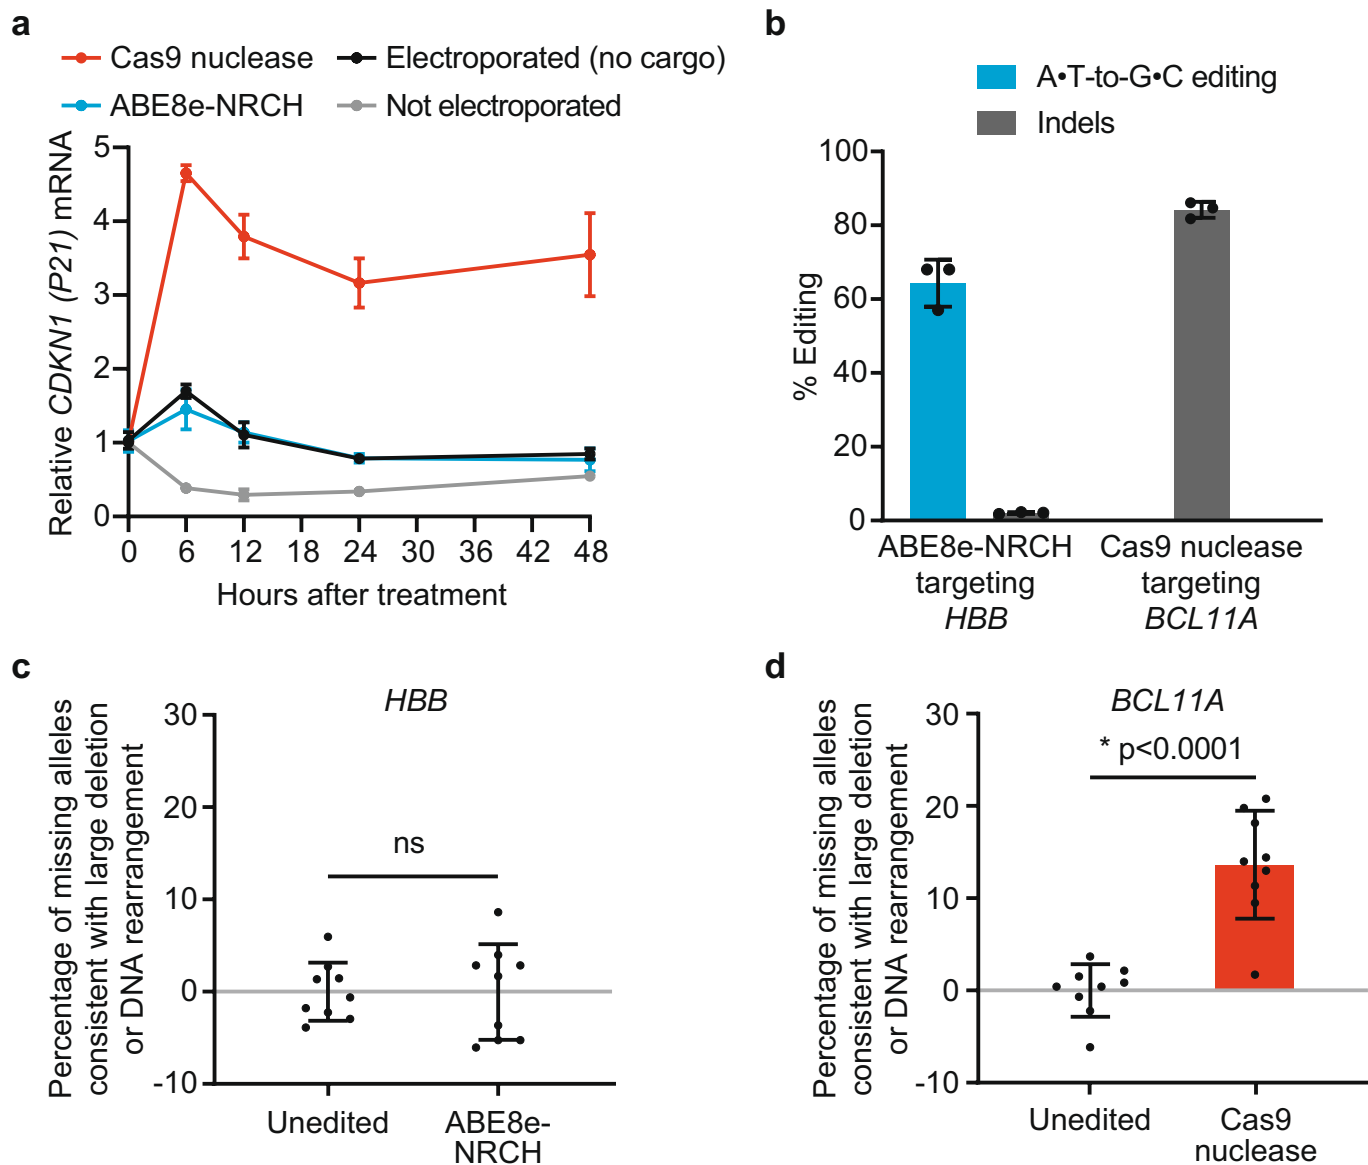 a
Cas9 nuclease
Electroporated (no cargo)
ABE8e-NRCH
Not electroporated
Relative CDKN1 (P21) mRNA
5
4
3
2
1
0
0 6 12 18 24 30 36 42 48
Hours after treatment
b
A•T-to-G•C editing
Indels
% Editing
100
80
60
40
20
0
ABE8e-NRCH
targeting
HBB
Cas9 nuclease
targeting
BCL11A
c
HBB
Percentage of missing alleles
consistent with large deletion
or DNA rearrangement
30
20
10
0
-10
ns
Unedited
ABE8e-
NRCH
d
BCL11A
* p<0.0001
Percentage of missing alleles
consistent with large deletion
or DNA rearrangement
30
20
10
0
-10
Unedited
Cas9
nuclease